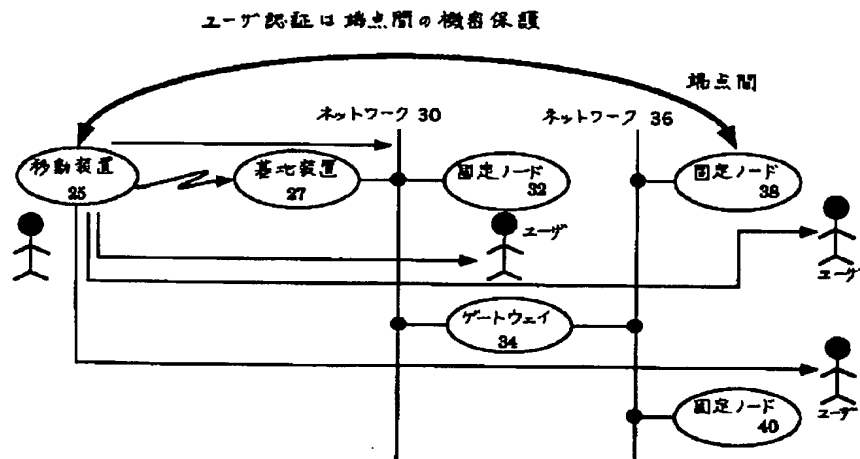 ユーザ認証は端点間の機密保護
端点間
ネットワーク 30
ネットワーク 36
移動装置
25
基地装置
27
固定ノード
32
固定ノード
38
ユーザ
ユーザ
ゲートウェイ
34
ユーザ
固定ノード
40